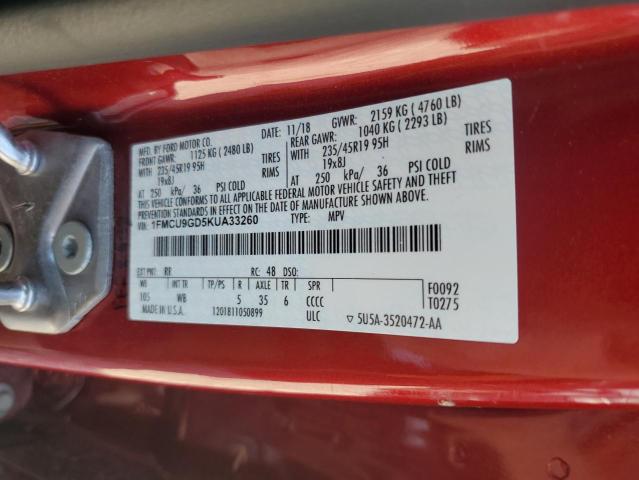 MFD. BY FORD MOTOR CO. DATE: 11/18 GVWR: 2159 KG (4760 LB)
FRONT GAWR: 1125 KG (2480 LB) REAR GAWR: 1040 KG (2293 LB)
WITH 235/45R19 95H TIRES WITH 235/45R19 95H TIRES
19x8J RIMS 19x8J RIMS
AT 250 kPa/ 36 PSI COLD AT 250 kPa/ 36 PSI COLD
THIS VEHICLE CONFORMS TO ALL APPLICABLE FEDERAL MOTOR VEHICLE SAFETY AND THEFT
PREVENTION STANDARDS IN EFFECT ON THE DATE OF MANUFACTURE SHOWN ABOVE.
VIN: 1FMCU9GD5KUA33260 TYPE: MPV
EXT PNT: RR RC: 48 DSO:
WB INT TR TP/PS R AXLE TR SPR F0092
105 WB 5 35 6 CCCC T0275
MADE IN U.S.A. 1201811050899 ULC ▽ 5U5A-3520472-AA